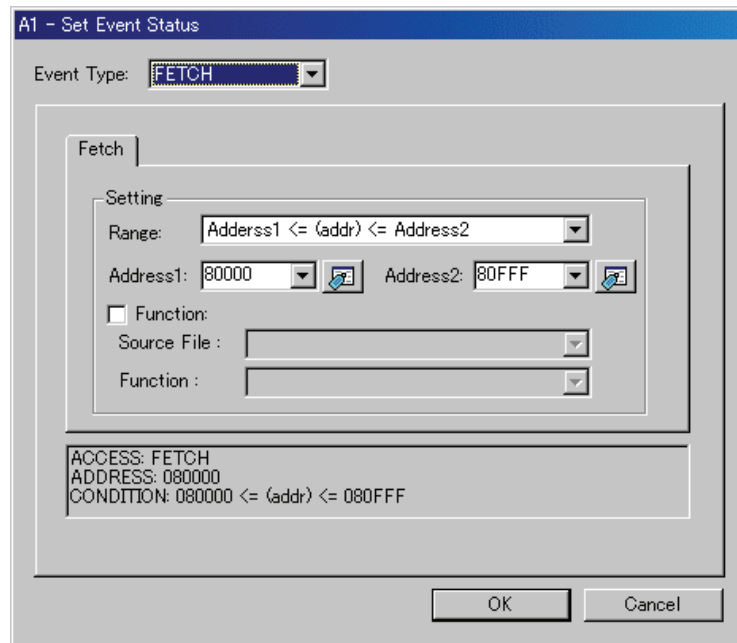 A1 - Set Event Status
Event Type: FETCH
Fetch
Setting
Range: Adderss1 <= (addr) <= Address2
Address1: 80000 Address2: 80FFF
Function:
Source File :
Function :
ACCESS: FETCH
ADDRESS: 080000
CONDITION: 080000 <= (addr) <= 080FFF
OK Cancel